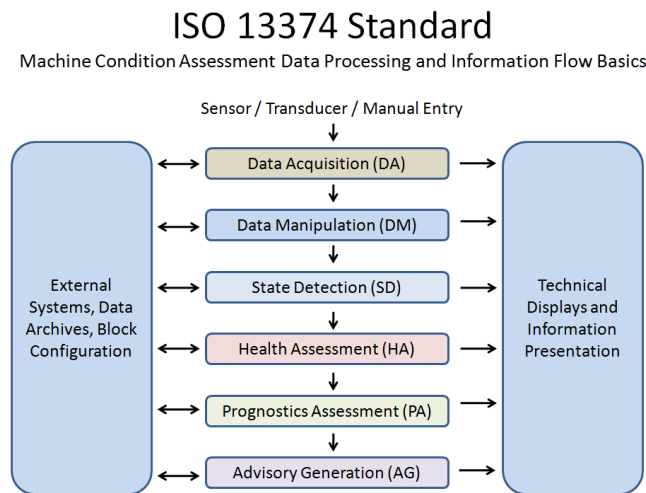 ISO 13374 Standard
Machine Condition Assessment Data Processing and Information Flow Basics
Sensor / Transducer / Manual Entry
Data Acquisition (DA)
Data Manipulation (DM)
State Detection (SD)
Health Assessment (HA)
Prognostics Assessment (PA)
Advisory Generation (AG)
External
Systems, Data
Archives, Block
Configuration
Technical
Displays and
Information
Presentation